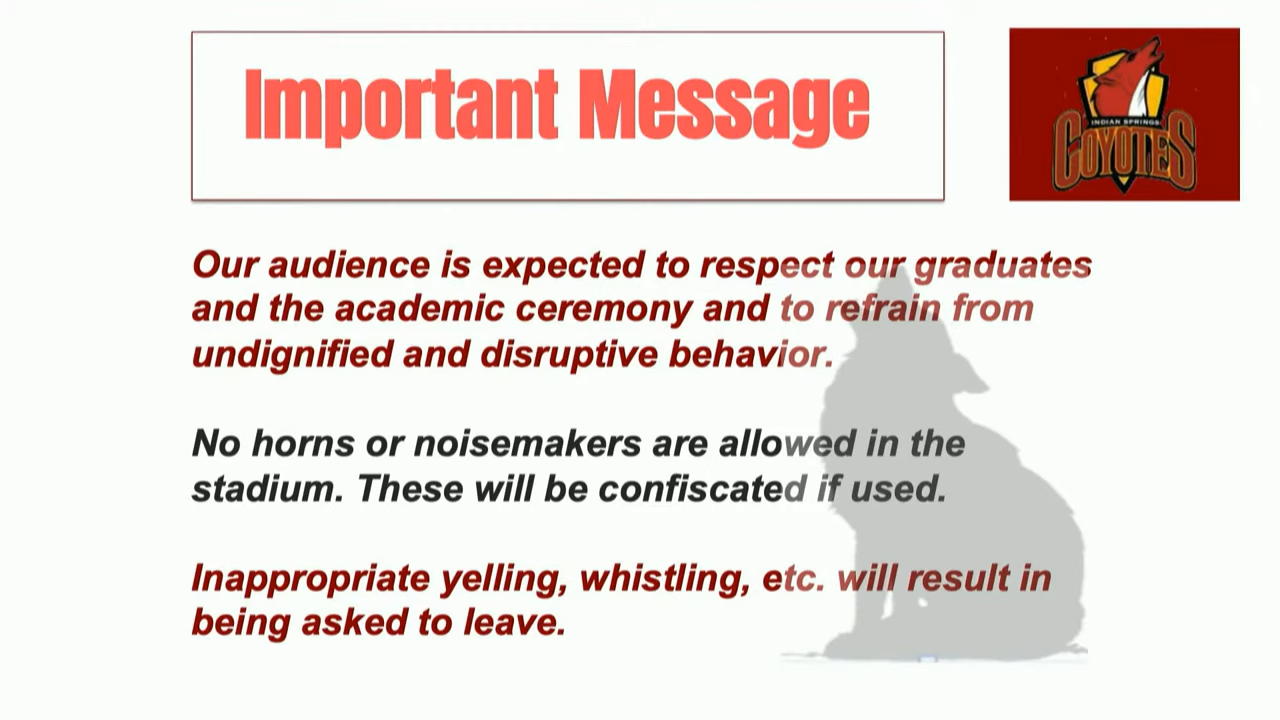 Important Message
INDIAN SPRINGS
COYOTES
Our audience is expected to respect our graduates
and the academic ceremony and to refrain from
undignified and disruptive behavior.
No horns or noisemakers are allowed in the
stadium. These will be confiscated if used.
Inappropriate yelling, whistling, etc. will result in
being asked to leave.